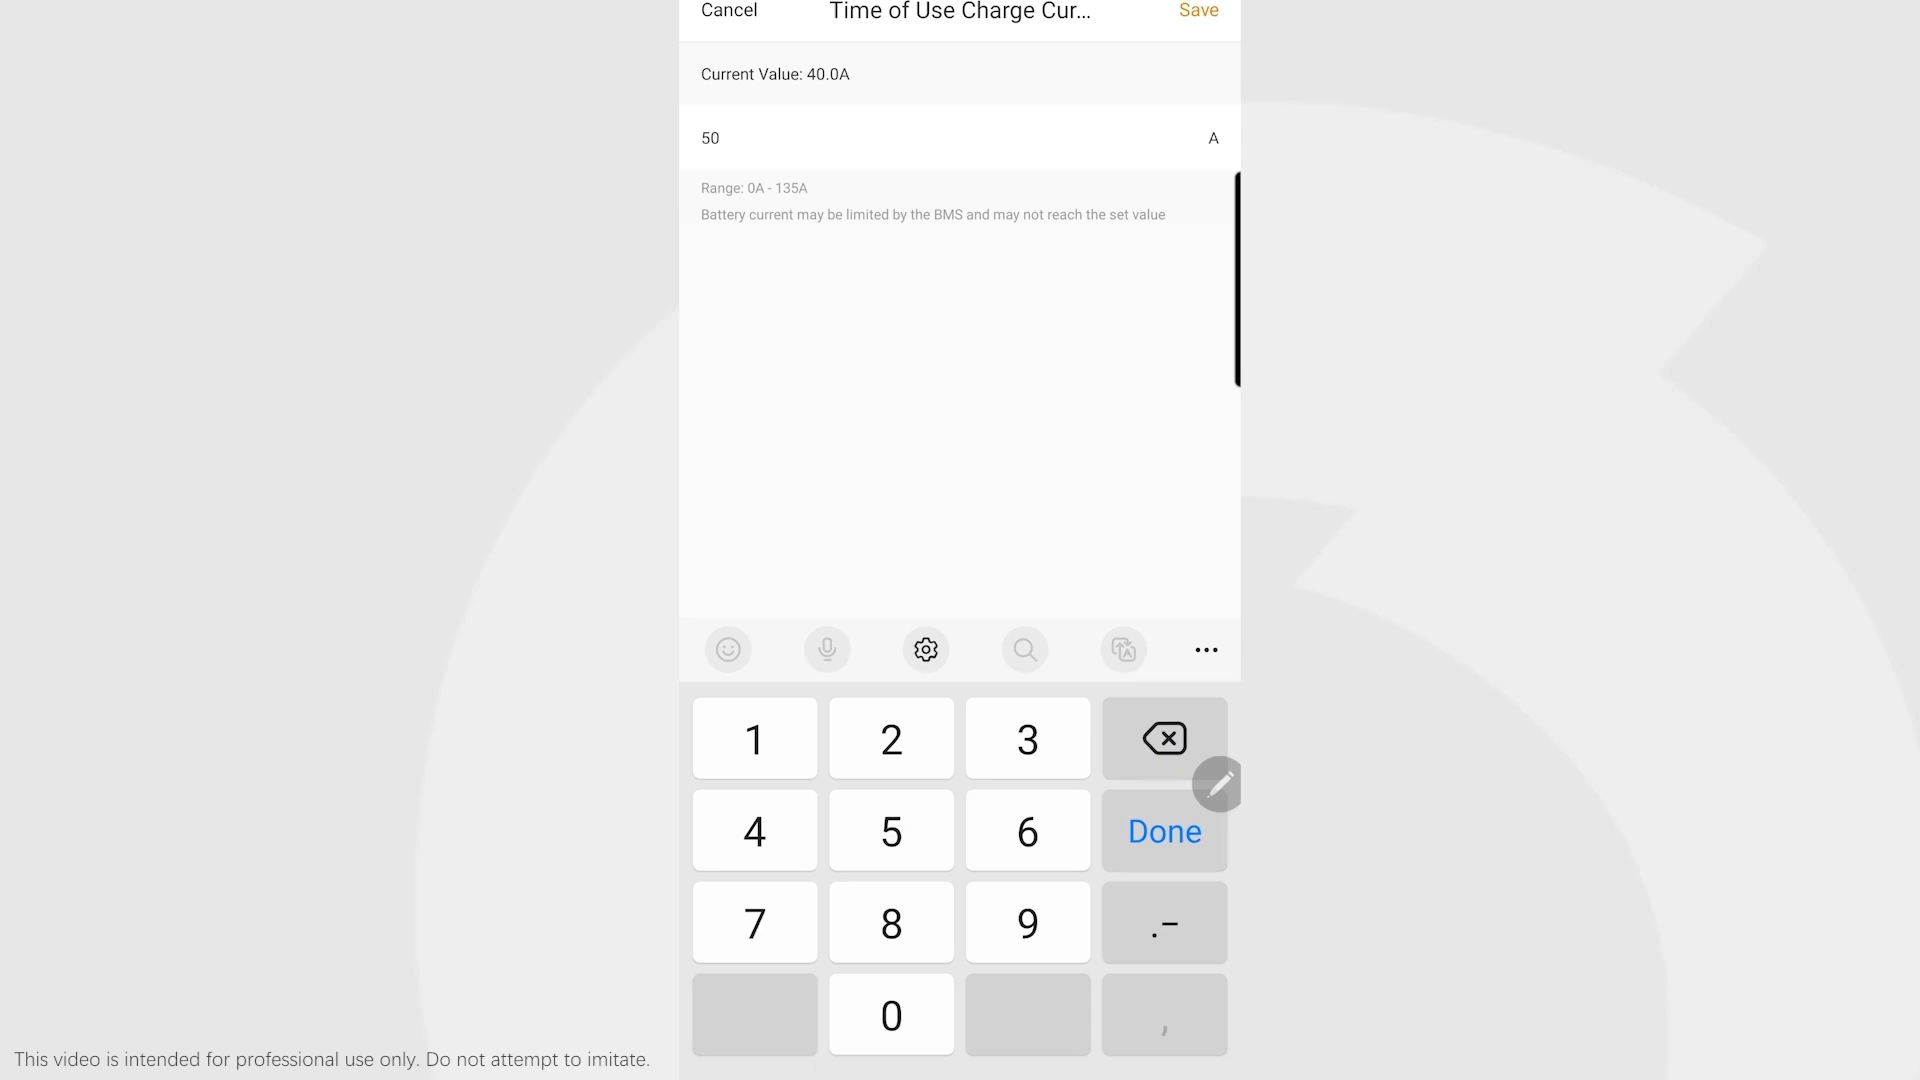 Cancel Time of Use Charge Cur... Save
Current Value: 40.0A
50 A
Range: 0A - 135A
Battery current may be limited by the BMS and may not reach the set value
1 2 3
4 5 6 Done
7 8 9 .-
0 ,
This video is intended for professional use only. Do not attempt to imitate.